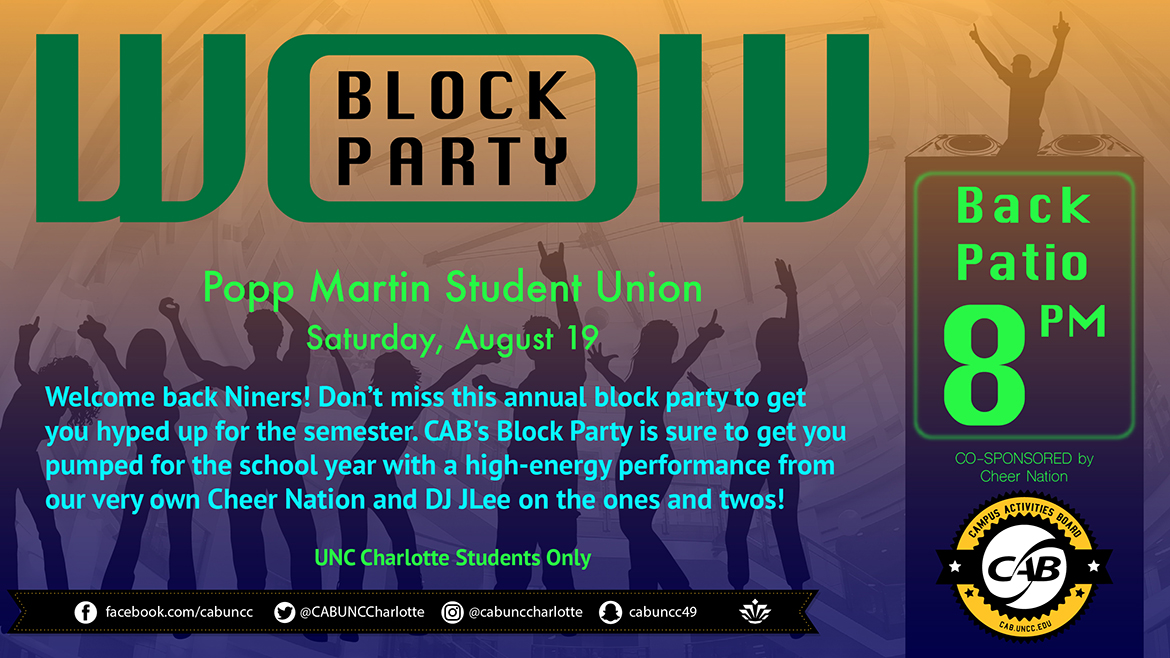 WOW
BLOCK
PARTY
Popp Martin Student Union
Saturday, August 19
Welcome back Niners! Don’t miss this annual block party to get
you hyped up for the semester. CAB's Block Party is sure to get you
pumped for the school year with a high-energy performance from
our very own Cheer Nation and DJ JLee on the ones and twos!
UNC Charlotte Students Only
facebook.com/cabuncc @CABUNCCharlotte @cabunccharlotte cabuncc49
Back
Patio
8 PM
CO-SPONSORED by
Cheer Nation
CAMPUS ACTIVITIES BOARD
CAB
CAB.UNCC.EDU